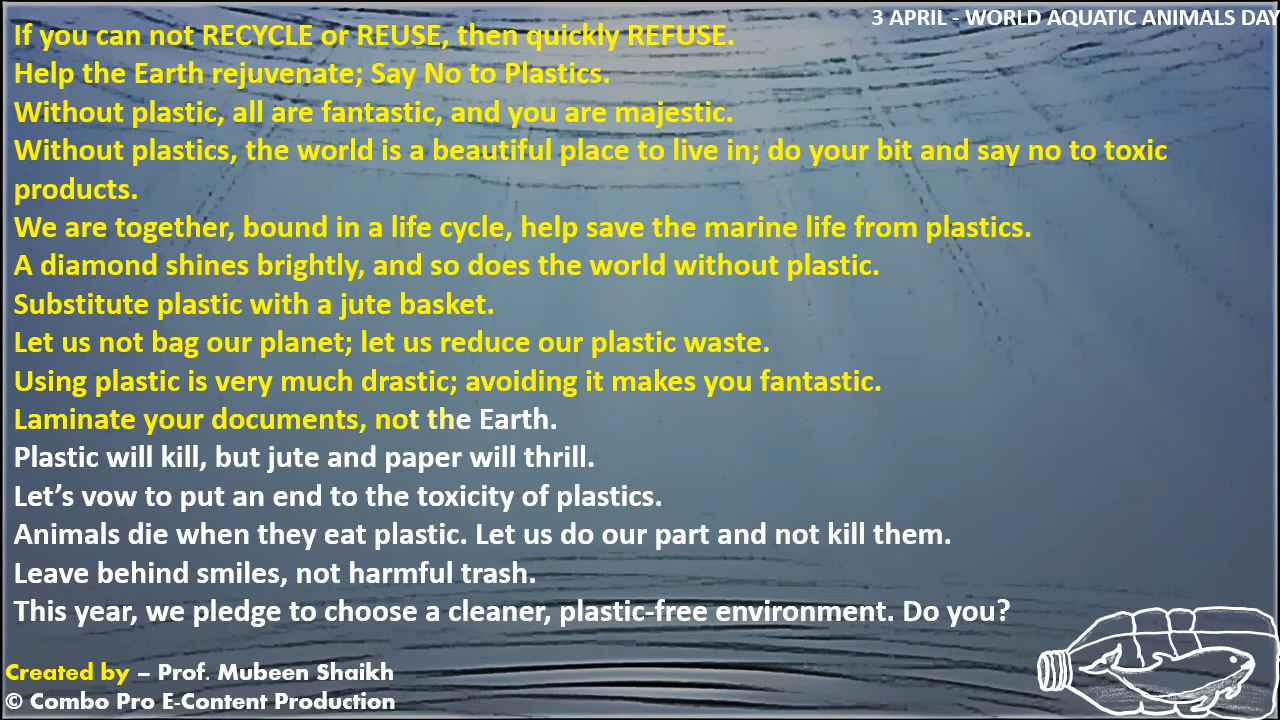 3 APRIL - WORLD AQUATIC ANIMALS DAY
If you can not RECYCLE or REUSE, then quickly REFUSE.
Help the Earth rejuvenate; Say No to Plastics.
Without plastic, all are fantastic, and you are majestic.
Without plastics, the world is a beautiful place to live in; do your bit and say no to toxic
products.
We are together, bound in a life cycle, help save the marine life from plastics.
A diamond shines brightly, and so does the world without plastic.
Substitute plastic with a jute basket.
Let us not bag our planet; let us reduce our plastic waste.
Using plastic is very much drastic; avoiding it makes you fantastic.
Laminate your documents, not the Earth.
Plastic will kill, but jute and paper will thrill.
Let’s vow to put an end to the toxicity of plastics.
Animals die when they eat plastic. Let us do our part and not kill them.
Leave behind smiles, not harmful trash.
This year, we pledge to choose a cleaner, plastic-free environment. Do you?
Created by – Prof. Mubeen Shaikh
© Combo Pro E-Content Production